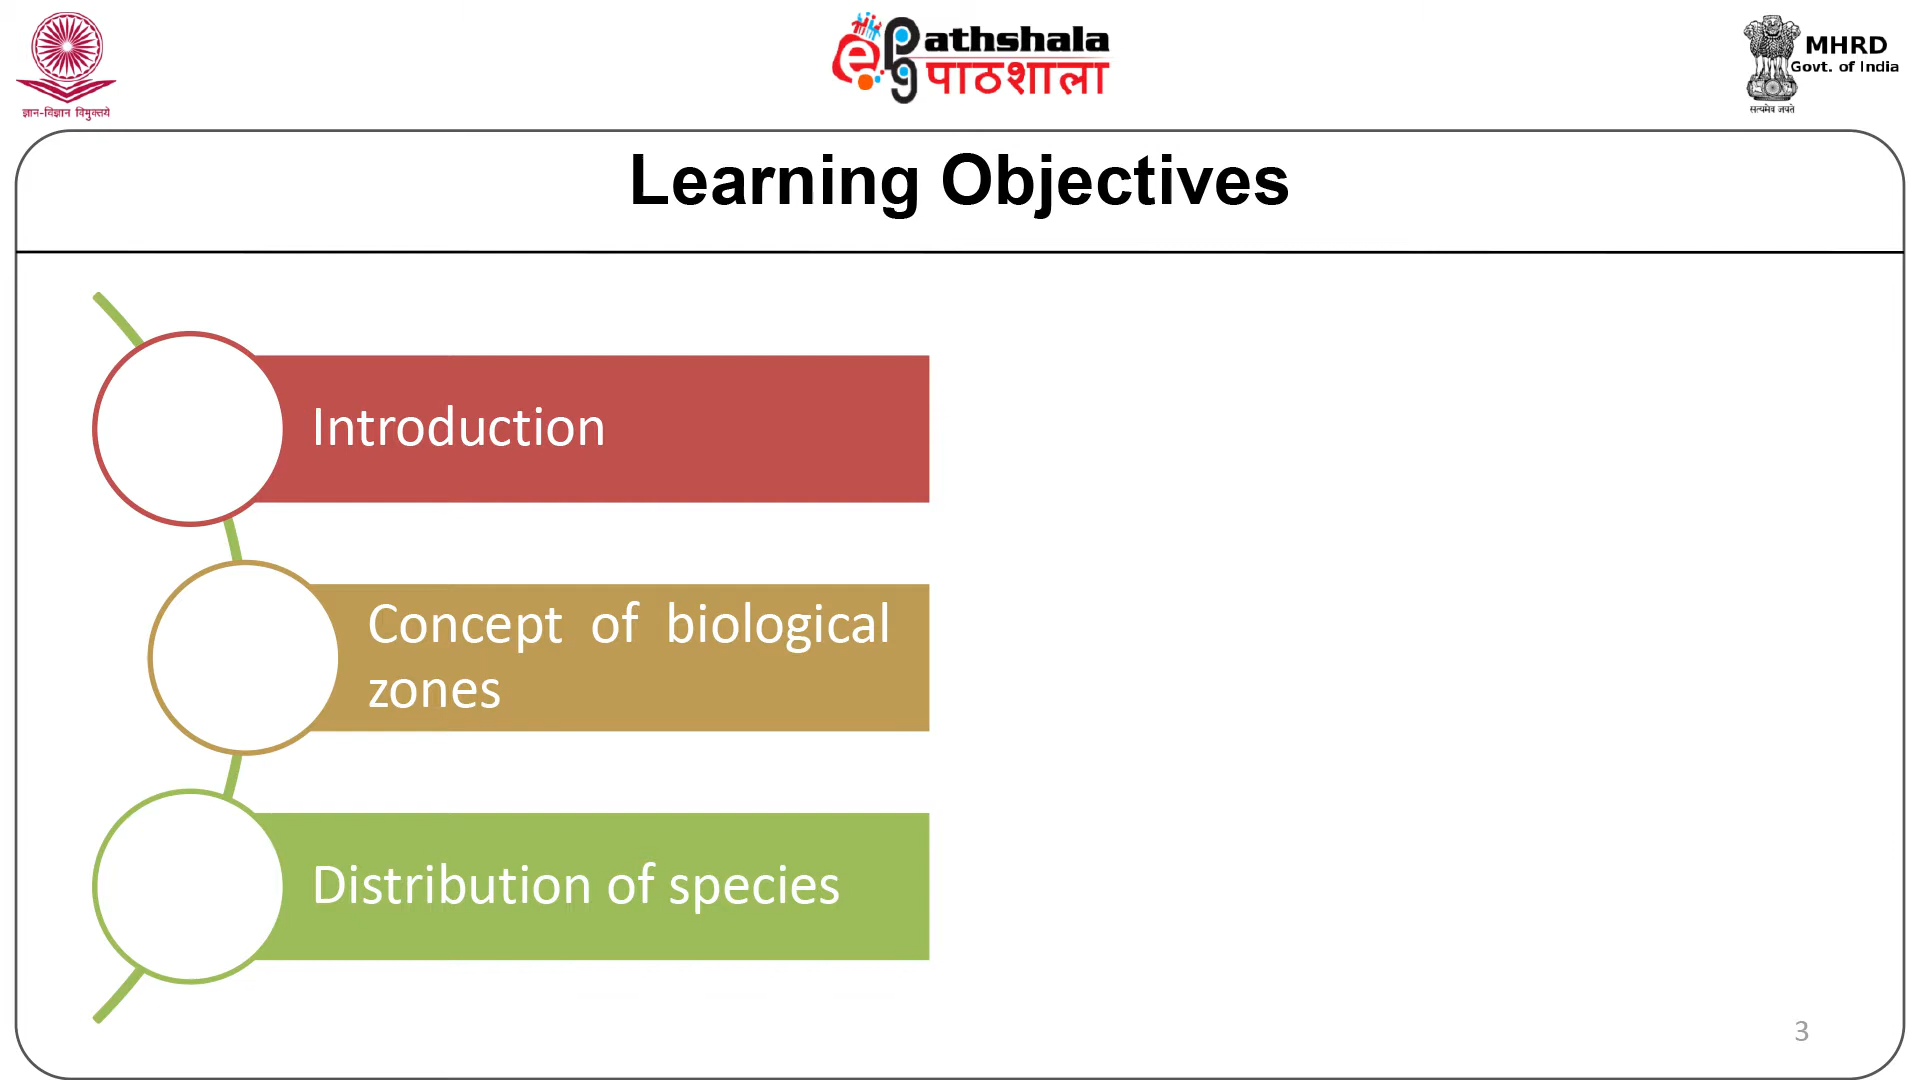 ज्ञान-विज्ञान विमुक्तये
ePathshala
पाठशाला
MHRD
Govt. of India
सत्यमेव जयते
Learning Objectives
Introduction
Concept of biological
zones
Distribution of species
3